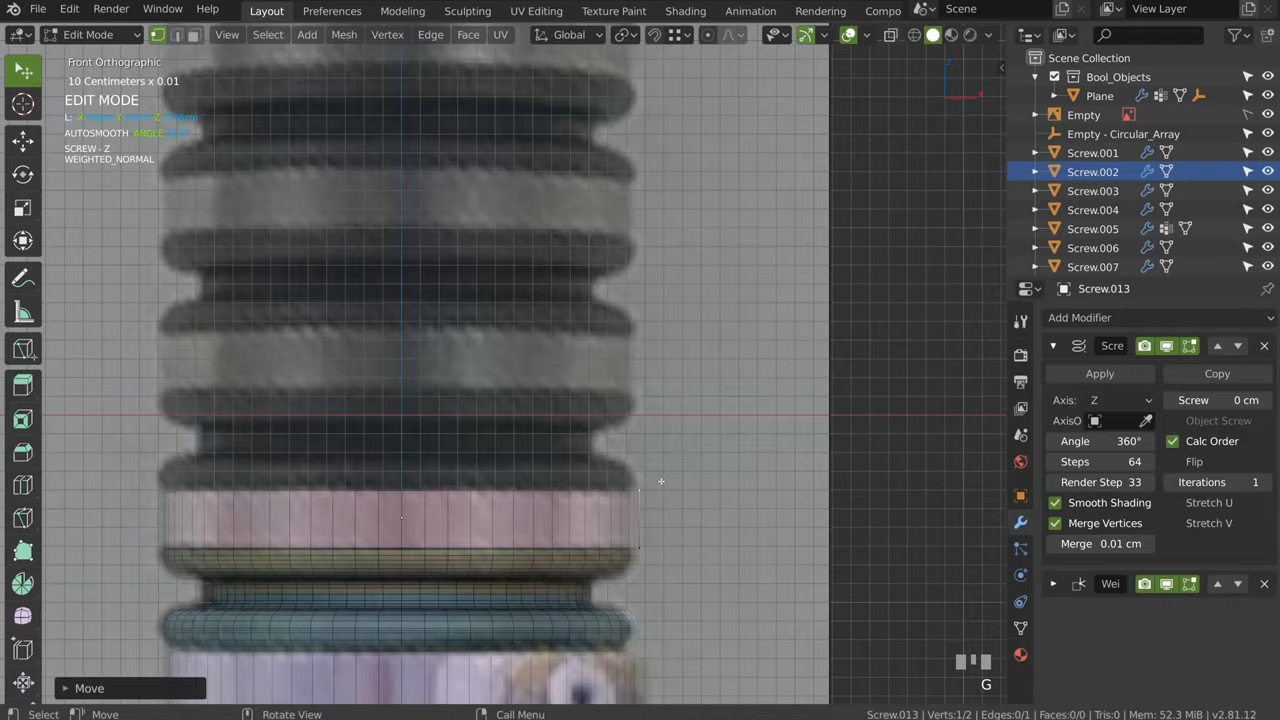 File Edit Render Window Help Layout Preferences Modeling Sculpting UV Editing Texture Paint Shading Animation Rendering Compo Scene View Layer
Edit Mode View Select Add Mesh Vertex Edge Face UV Global
Front Orthographic
10 Centimeters x 0.01
EDIT MODE
AUTOSMOOTH ANGLE
SCREW - Z
WEIGHTED_NORMAL
Move
G
Scene Collection
Bool_Objects
Plane
Empty
Empty - Circular_Array
Screw.001
Screw.002
Screw.003
Screw.004
Screw.005
Screw.006
Screw.007
Screw.013
Add Modifier
Scre
Apply Copy
Axis: Z Screw 0 cm
AxisO Object Screw
Angle 360° Calc Order
Steps 64 Flip
Render Step 33 Iterations 1
Smooth Shading Stretch U
Merge Vertices Stretch V
Merge 0.01 cm
Wei
Select Move Rotate View Call Menu Screw.013 | Verts:1/2 | Edges:0/1 | Faces:0/0 | Tris:0 | Mem: 52.3 MiB | v2.81.12